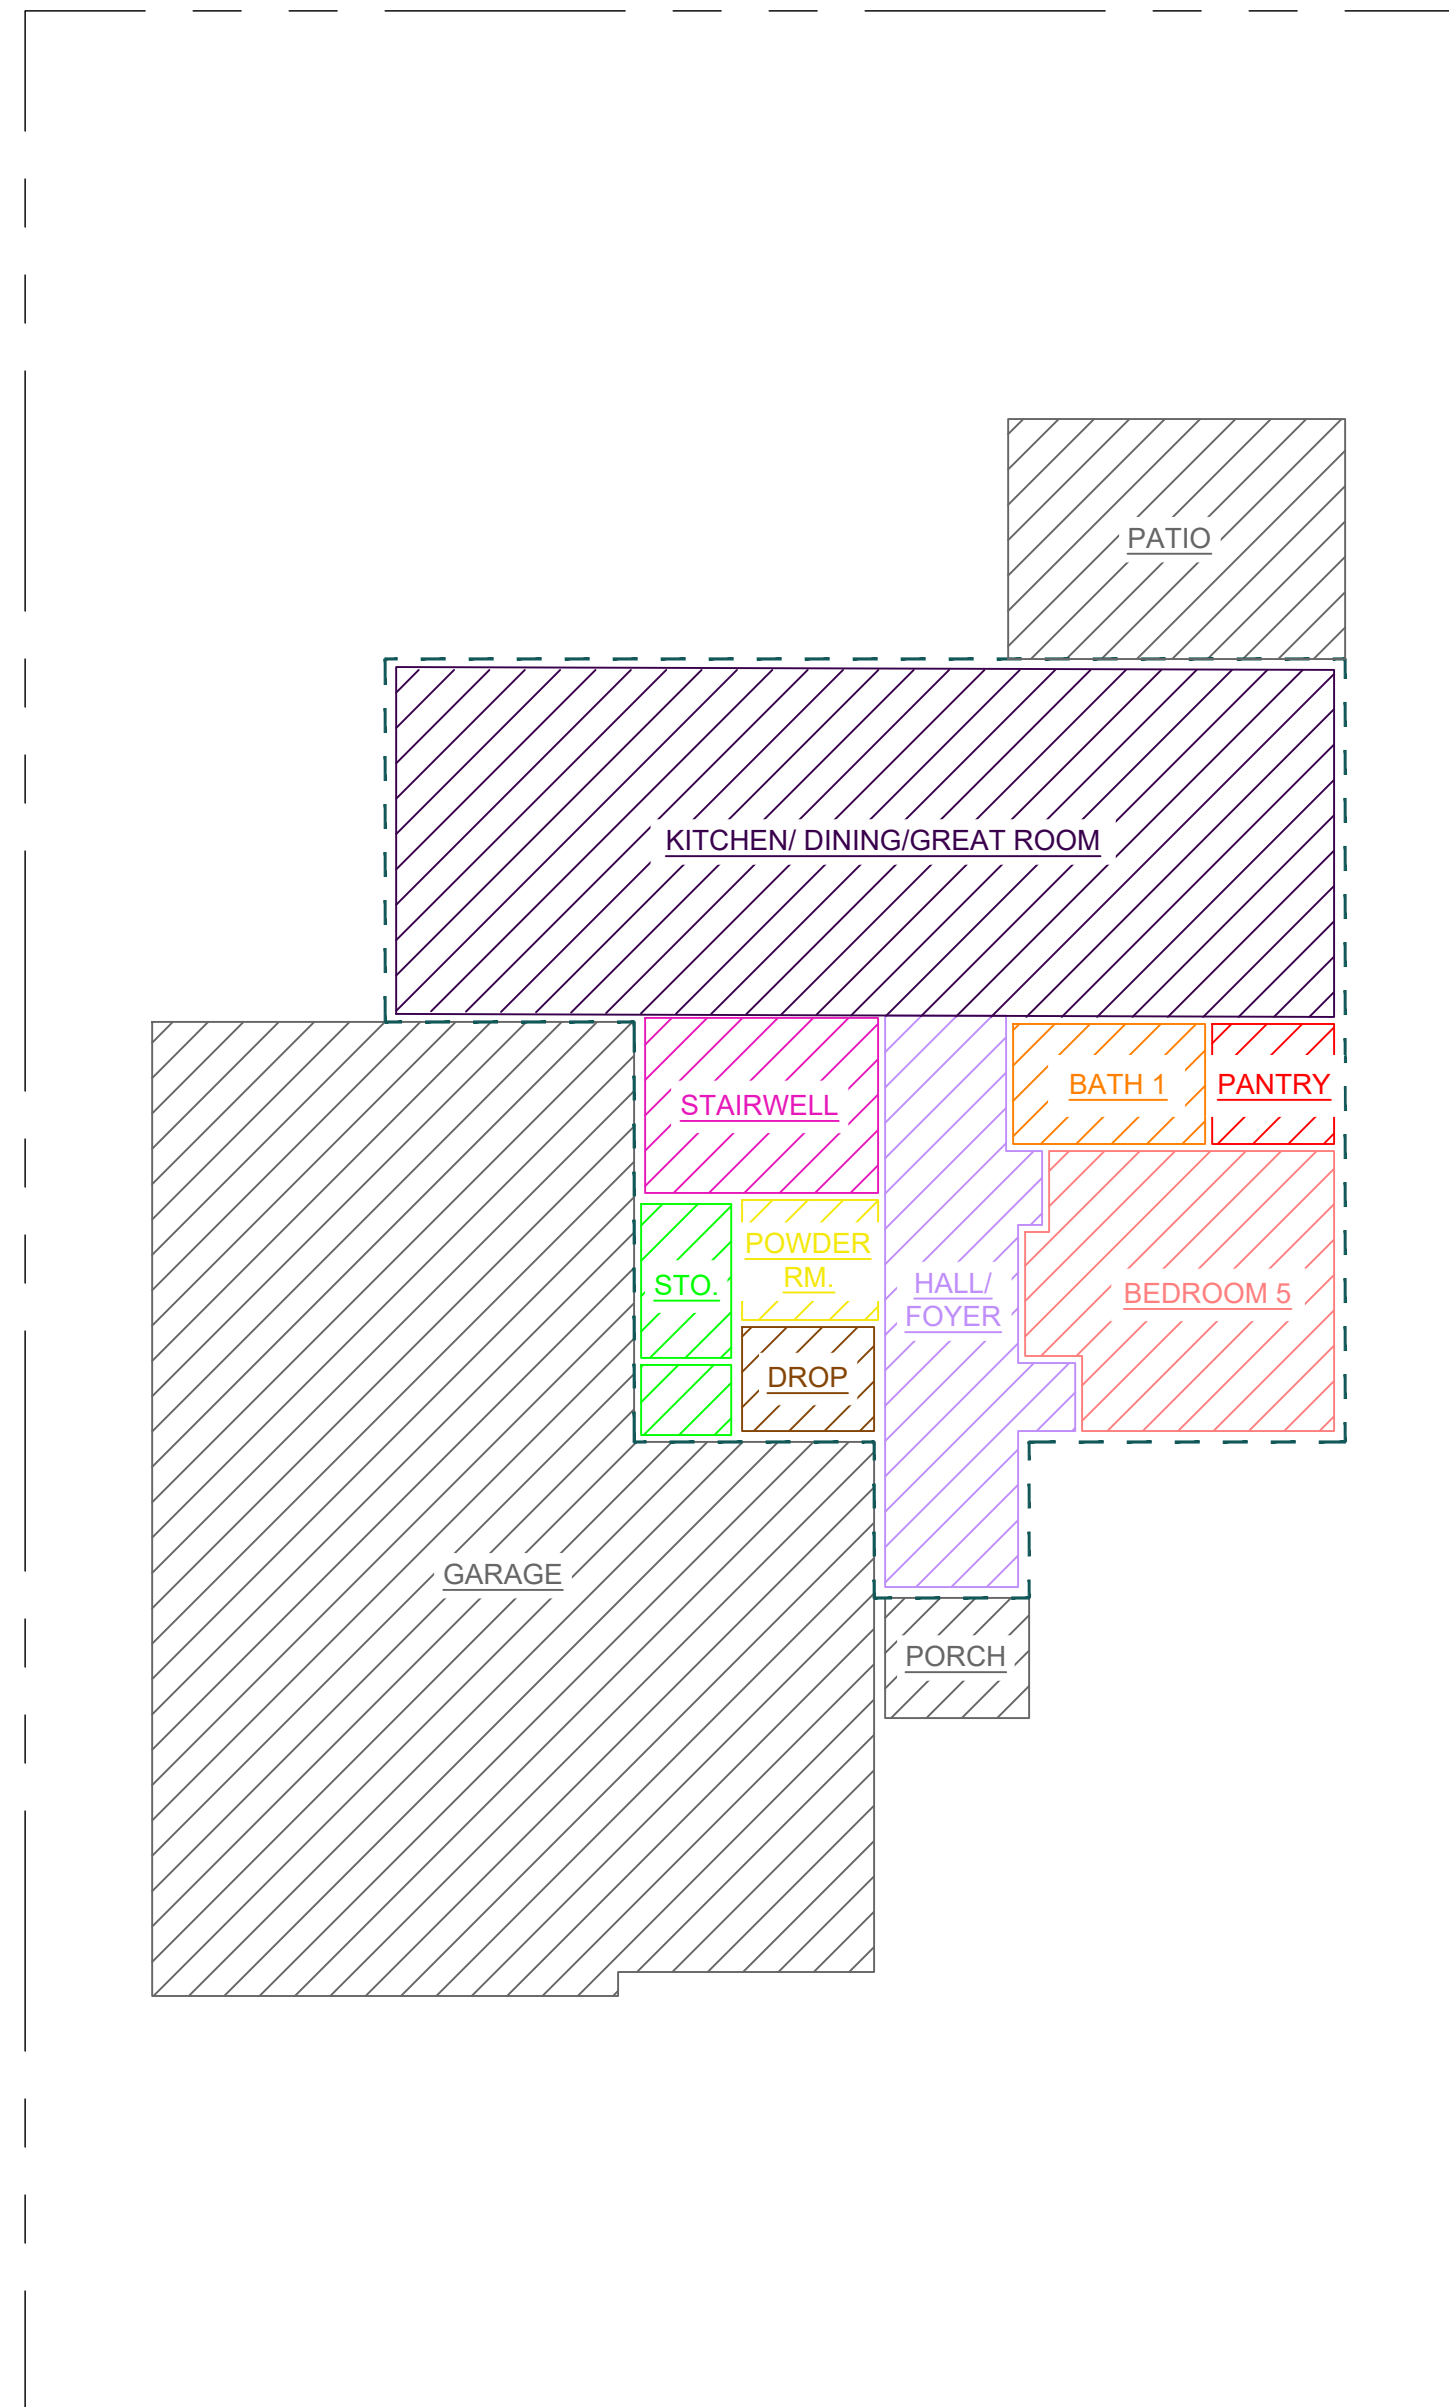 PATIO
KITCHEN/ DINING/GREAT ROOM
BATH 1
PANTRY
STAIRWELL
POWDER
RM.
STO.
HALL/
FOYER
BEDROOM 5
DROP
GARAGE
PORCH